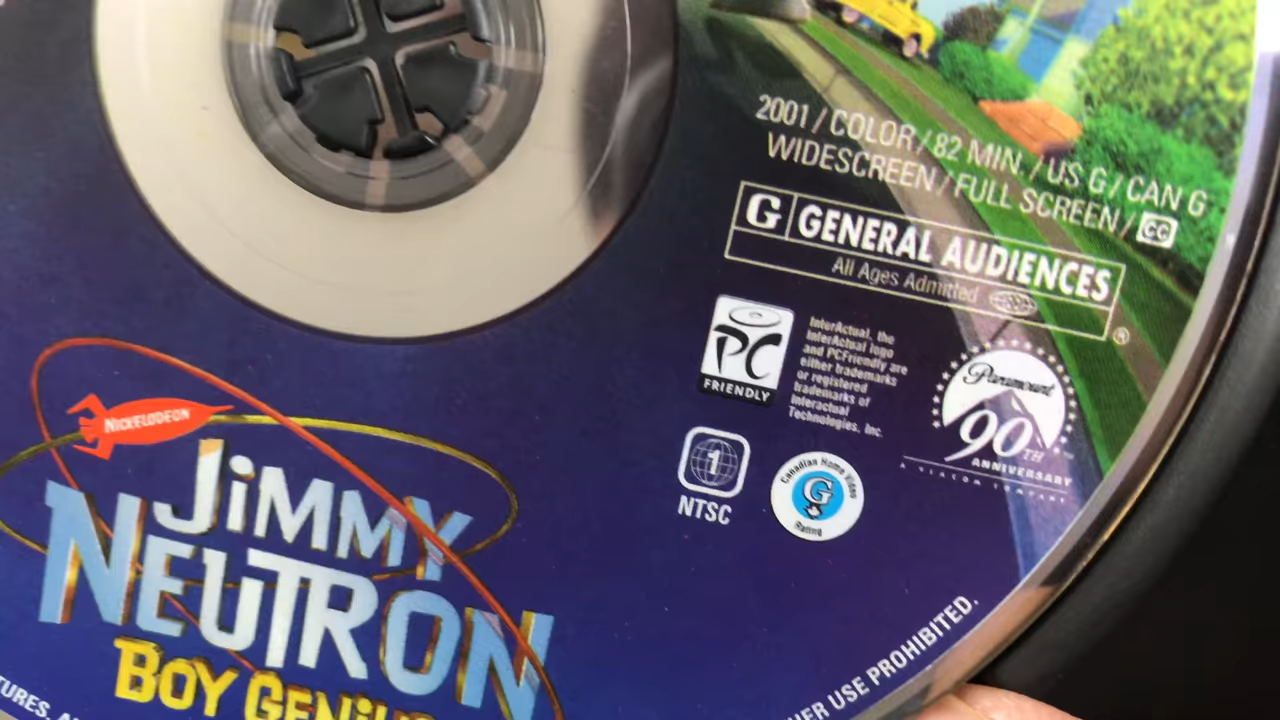 2001 / COLOR / 82 MIN. / US G / CAN G
WIDESCREEN / FULL SCREEN / CC
G GENERAL AUDIENCES
All Ages Admitted
®
PC
FRIENDLY
InterActual, the
InterActual logo
and PCFriendly are
either trademarks
or registered
trademarks of
Interactual
Technologies, Inc.
Paramount
90TH
ANNIVERSARY
A VIACOM COMPANY
1
NTSC
Canadian Home Video
G
Rating
NICKELODEON
JIMMY
NEUTRON
BOY
HER USE PROHIBITED.
TURES.